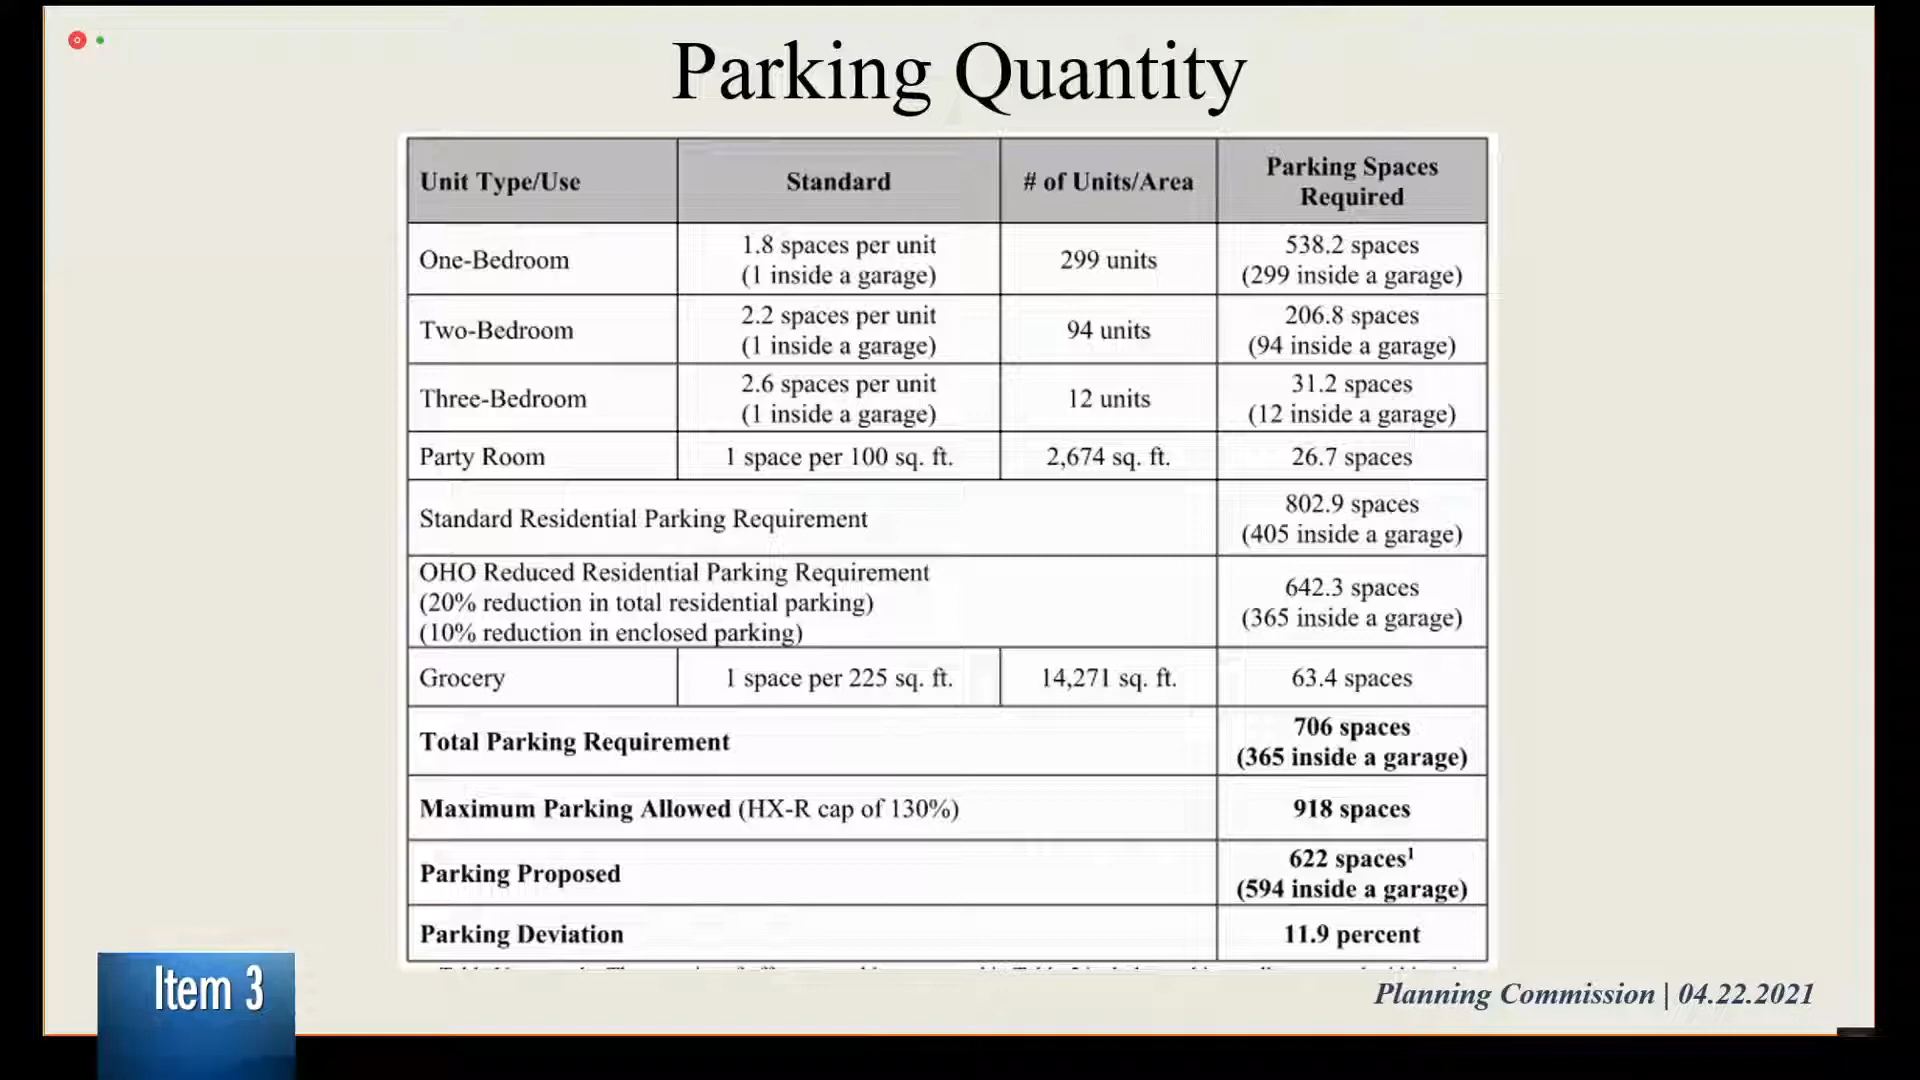 Parking Quantity
Unit Type/Use
Standard
# of Units/Area
Parking Spaces
Required
One-Bedroom
1.8 spaces per unit
(1 inside a garage)
299 units
538.2 spaces
(299 inside a garage)
Two-Bedroom
2.2 spaces per unit
(1 inside a garage)
94 units
206.8 spaces
(94 inside a garage)
Three-Bedroom
2.6 spaces per unit
(1 inside a garage)
12 units
31.2 spaces
(12 inside a garage)
Party Room
1 space per 100 sq. ft.
2,674 sq. ft.
26.7 spaces
Standard Residential Parking Requirement
802.9 spaces
(405 inside a garage)
OHO Reduced Residential Parking Requirement
(20% reduction in total residential parking)
(10% reduction in enclosed parking)
642.3 spaces
(365 inside a garage)
Grocery
1 space per 225 sq. ft.
14,271 sq. ft.
63.4 spaces
Total Parking Requirement
706 spaces
(365 inside a garage)
Maximum Parking Allowed (HX-R cap of 130%)
918 spaces
Parking Proposed
622 spaces¹
(594 inside a garage)
Parking Deviation
11.9 percent
Item 3
Planning Commission | 04.22.2021